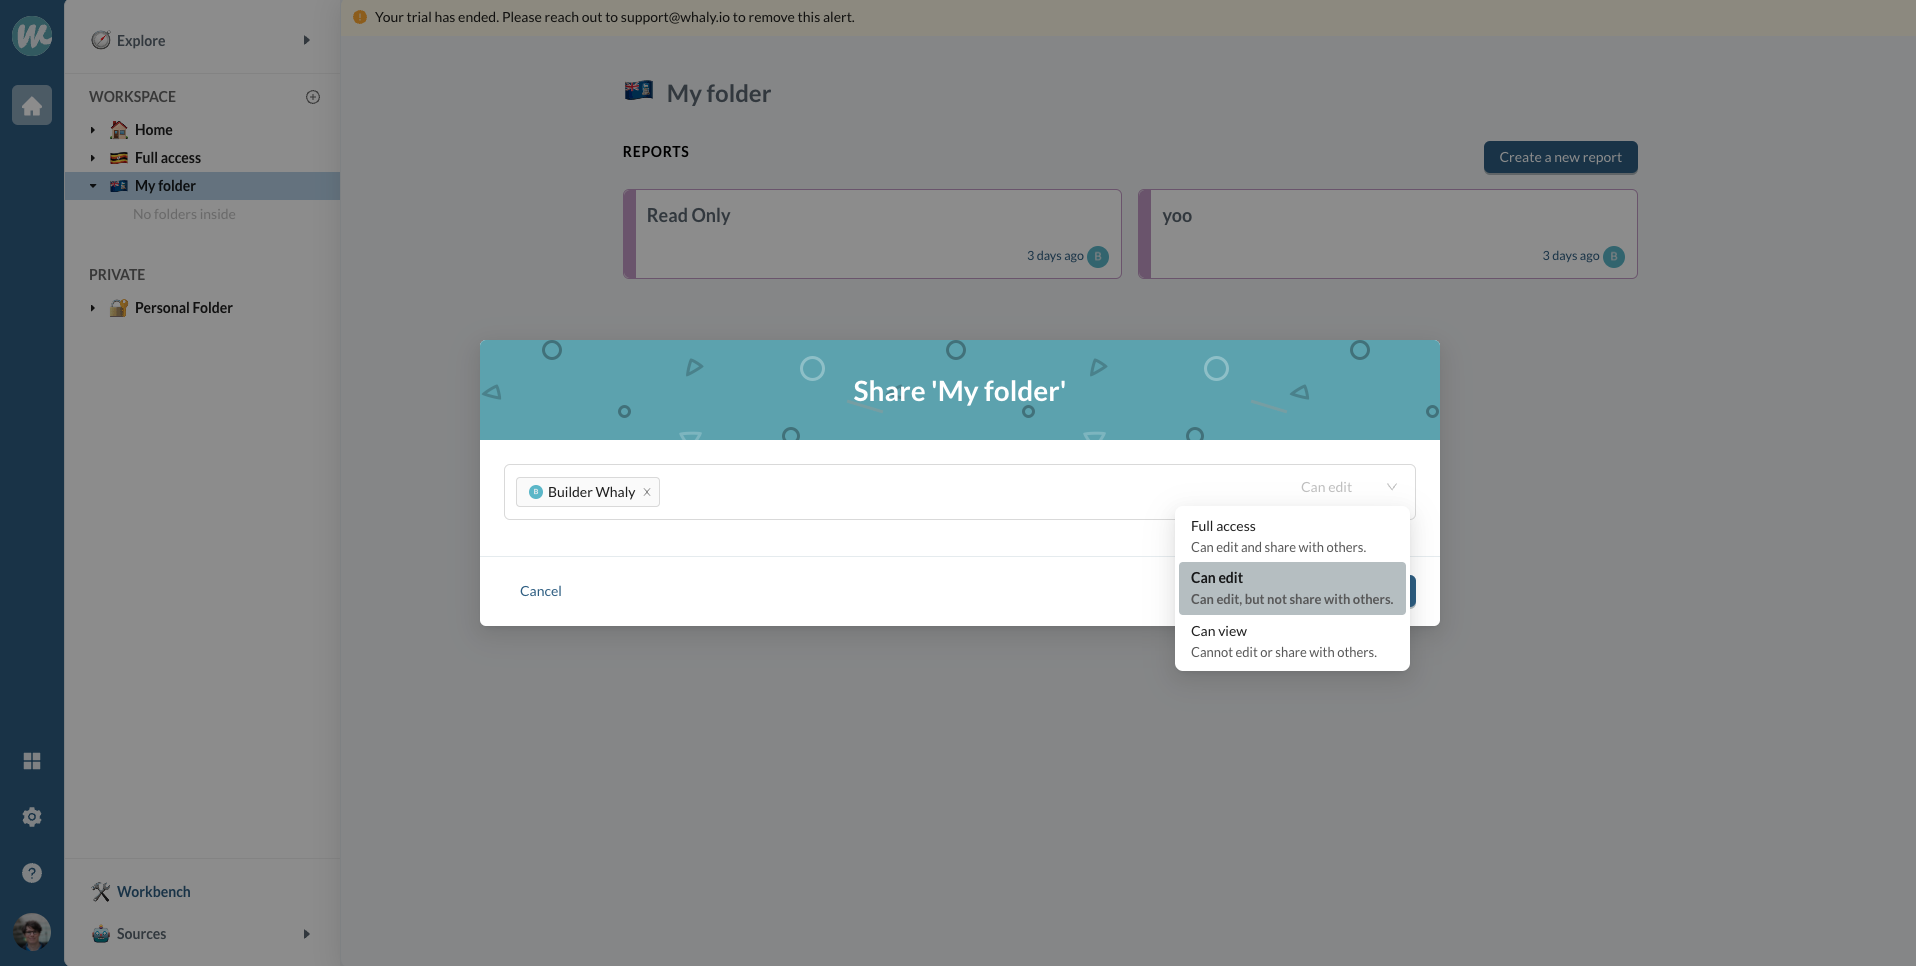 Your trial has ended. Please reach out to support@whaly.io to remove this alert.
Explore
WORKSPACE
Home
Full access
My folder
No folders inside
PRIVATE
Personal Folder
Workbench
Sources
My folder
REPORTS
Create a new report
Read Only
3 days ago B
yoo
3 days ago B
Share 'My folder'
B Builder Whaly
Can edit
Full access
Can edit and share with others.
Can edit
Can edit, but not share with others.
Can view
Cannot edit or share with others.
Cancel